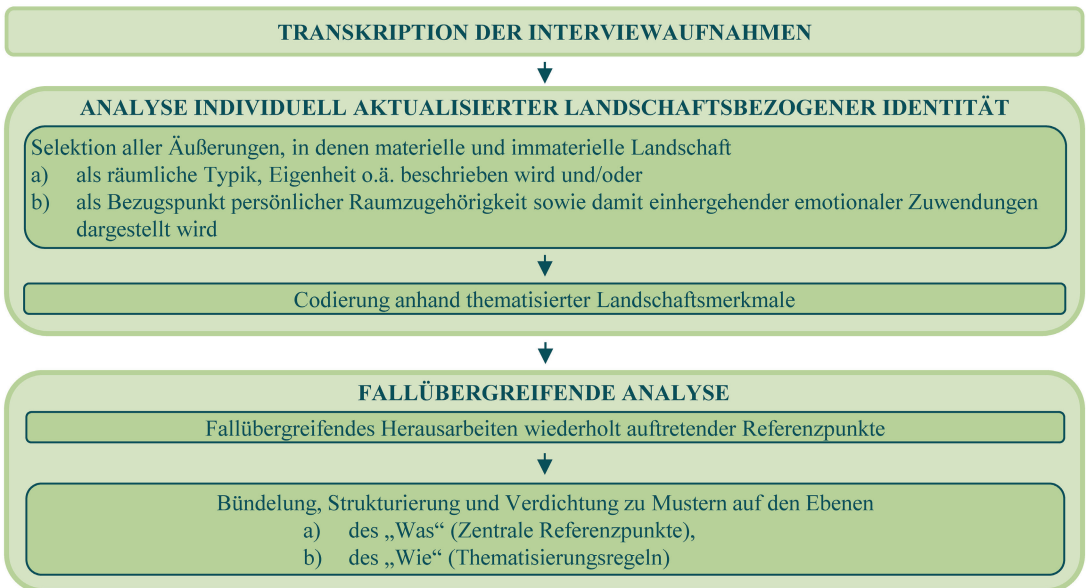 TRANSKRIPTION DER INTERVIEWAUFNAHMEN
ANALYSE INDIVIDUELL AKTUALISIERTER LANDSCHAFTSBEZOGENER IDENTITÄT
Selektion aller Äußerungen, in denen materielle und immaterielle Landschaft
a) als räumliche Typik, Eigenheit o.ä. beschrieben wird und/oder
b) als Bezugspunkt persönlicher Raumzugehörigkeit sowie damit einhergehender emotionaler Zuwendungen
dargestellt wird
Codierung anhand thematisierter Landschaftsmerkmale
FALLÜBERGREIFENDE ANALYSE
Fallübergreifendes Herausarbeiten wiederholt auftretender Referenzpunkte
Bündelung, Strukturierung und Verdichtung zu Mustern auf den Ebenen
a) des „Was“ (Zentrale Referenzpunkte),
b) des „Wie“ (Thematisierungsregeln)